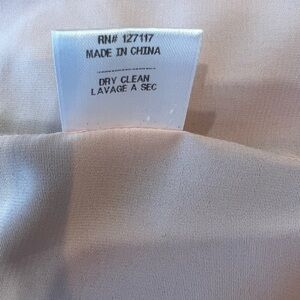 RN# 127117
MADE IN CHINA
DRY CLEAN
LAVAGE A SEC